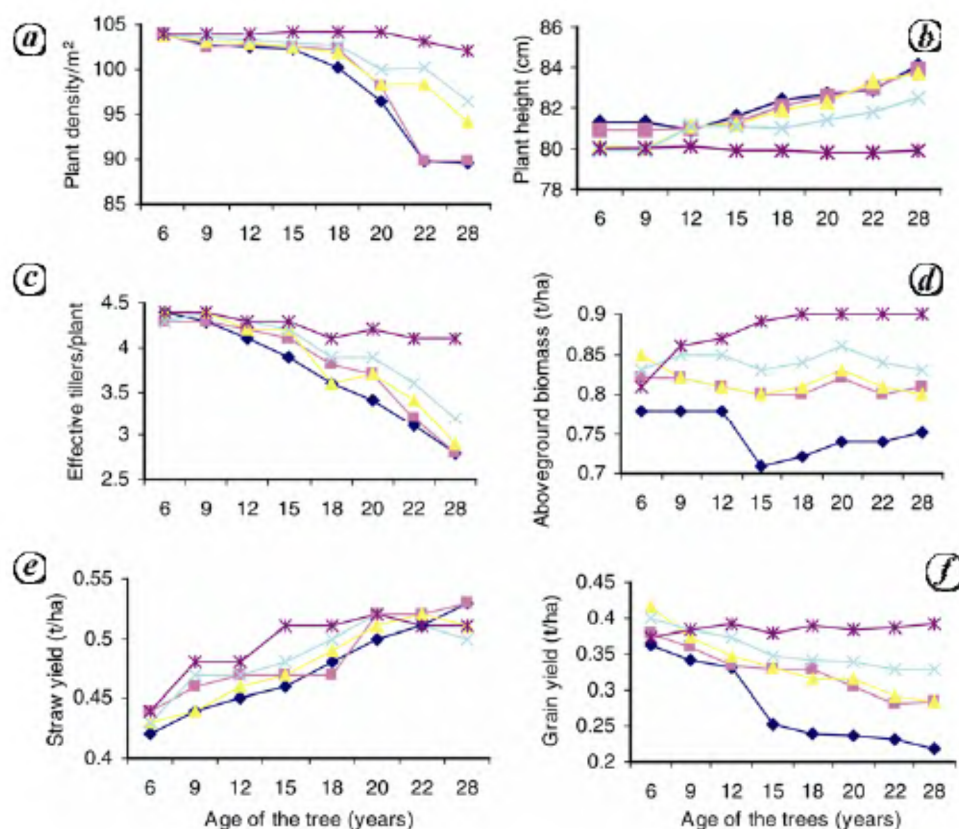 a
Plant density/m²
105
100
95
90
85
6 9 12 15 18 20 22 28
b
Plant height (cm)
86
84
82
80
78
6 9 12 15 18 20 22 28
c
Effective tillers/plant
4.5
4
3.5
3
2.5
6 9 12 15 18 20 22 28
d
Aboveground biomass (t/ha)
0.9
0.85
0.8
0.75
0.7
6 9 12 15 18 20 22 28
e
Straw yield (t/ha)
0.55
0.5
0.45
0.4
6 9 12 15 18 20 22 28
Age of the tree (years)
f
Grain yield (t/ha)
0.45
0.4
0.35
0.3
0.25
0.2
6 9 12 15 18 20 22 28
Age of the trees (years)